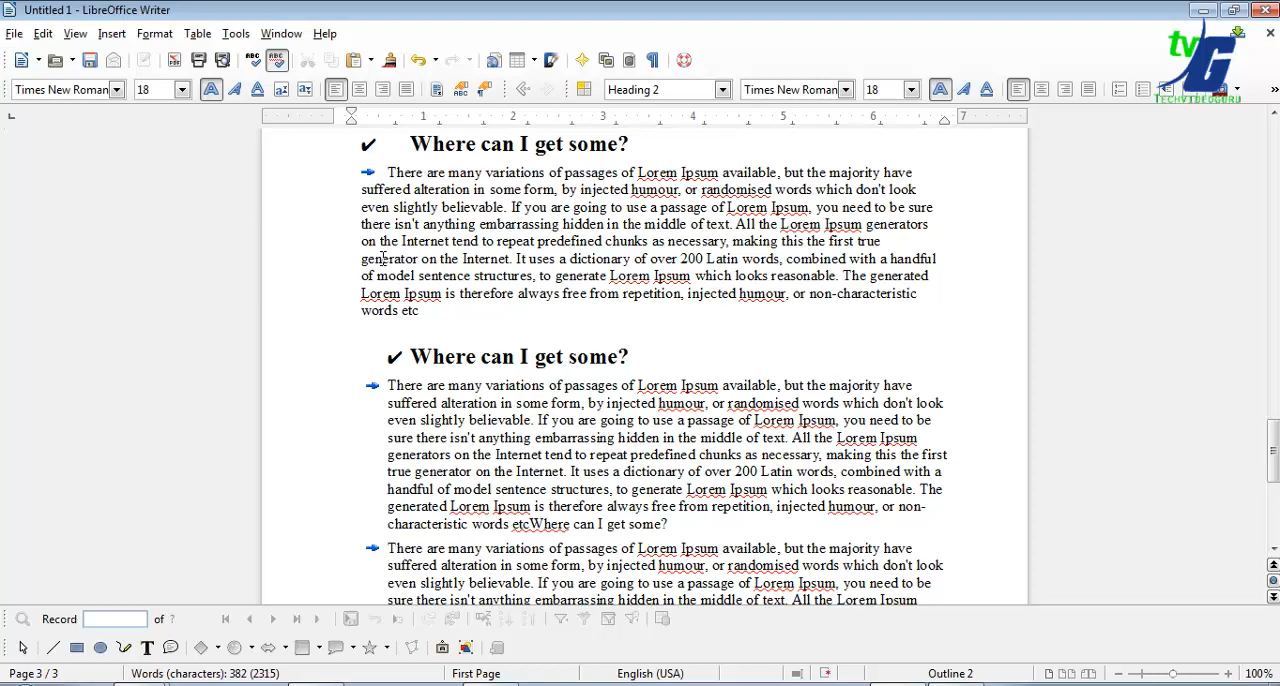 Untitled 1 - LibreOffice Writer
File Edit View Insert Format Table Tools Window Help
tv G
TECHVIDEOGURU
Times New Roman 18 Heading 2 Times New Roman 18
1 2 3 4 5 6 7
✔ Where can I get some?
There are many variations of passages of Lorem Ipsum available, but the majority have
suffered alteration in some form, by injected humour, or randomised words which don't look
even slightly believable. If you are going to use a passage of Lorem Ipsum, you need to be sure
there isn't anything embarrassing hidden in the middle of text. All the Lorem Ipsum generators
on the Internet tend to repeat predefined chunks as necessary, making this the first true
generator on the Internet. It uses a dictionary of over 200 Latin words, combined with a handful
of model sentence structures, to generate Lorem Ipsum which looks reasonable. The generated
Lorem Ipsum is therefore always free from repetition, injected humour, or non-characteristic
words etc
✔ Where can I get some?
There are many variations of passages of Lorem Ipsum available, but the majority have
suffered alteration in some form, by injected humour, or randomised words which don't look
even slightly believable. If you are going to use a passage of Lorem Ipsum, you need to be
sure there isn't anything embarrassing hidden in the middle of text. All the Lorem Ipsum
generators on the Internet tend to repeat predefined chunks as necessary, making this the first
true generator on the Internet. It uses a dictionary of over 200 Latin words, combined with a
handful of model sentence structures, to generate Lorem Ipsum which looks reasonable. The
generated Lorem Ipsum is therefore always free from repetition, injected humour, or non-
characteristic words etcWhere can I get some?
There are many variations of passages of Lorem Ipsum available, but the majority have
suffered alteration in some form, by injected humour, or randomised words which don't look
even slightly believable. If you are going to use a passage of Lorem Ipsum, you need to be
sure there isn't anything embarrassing hidden in the middle of text. All the Lorem Ipsum
Record of ?
Page 3 / 3 Words (characters): 382 (2315) First Page English (USA) Outline 2 100%